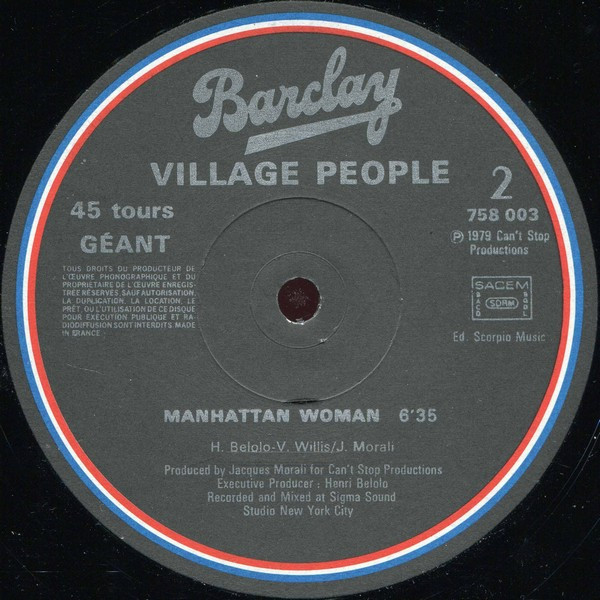 Barclay
VILLAGE PEOPLE
2
45 tours
758 003
GÉANT
℗ 1979 Can't Stop
Productions
TOUS DROITS DU PRODUCTEUR DE
L'ŒUVRE PHONOGRAPHIQUE ET DU
PROPRIETAIRE DE L'ŒUVRE ENREGIS-
TRÉE RÉSERVES. SAUF AUTORISATION,
LA DUPLICATION, LA LOCATION, LE
PRÊT, OU L'UTILISATION DE CE DISQUE
POUR EXÉCUTION PUBLIQUE ET RA-
DIODIFFUSION SONT INTERDITS. MADE
IN FRANCE
SACEM
SACD
SDRM
SGDL
Ed. Scorpio Music
MANHATTAN WOMAN 6'35
H. Belolo-V. Willis/J. Morali
Produced by Jacques Morali for Can't Stop Productions
Executive Producer : Henri Belolo
Recorded and Mixed at Sigma Sound
Studio New York City